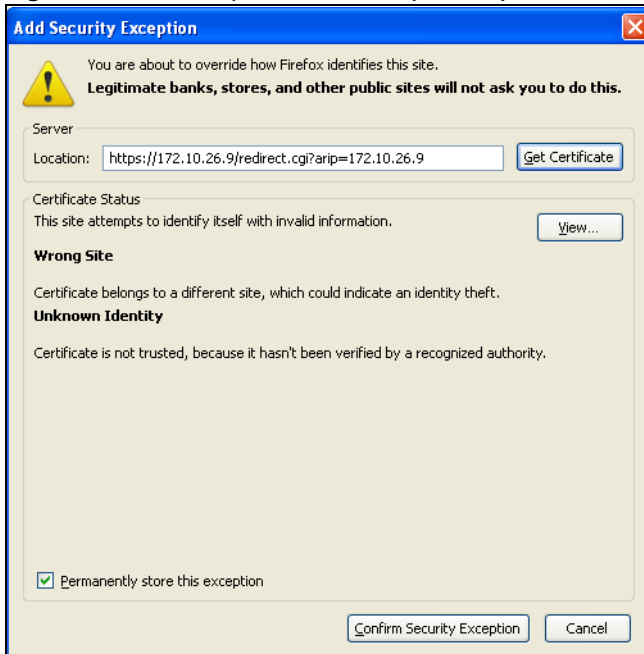 Add Security Exception
You are about to override how Firefox identifies this site.
Legitimate banks, stores, and other public sites will not ask you to do this.
Server
Location: https://172.10.26.9/redirect.cgi?arip=172.10.26.9 Get Certificate
Certificate Status
This site attempts to identify itself with invalid information. View...
Wrong Site
Certificate belongs to a different site, which could indicate an identity theft.
Unknown Identity
Certificate is not trusted, because it hasn't been verified by a recognized authority.
Permanently store this exception
Confirm Security Exception Cancel